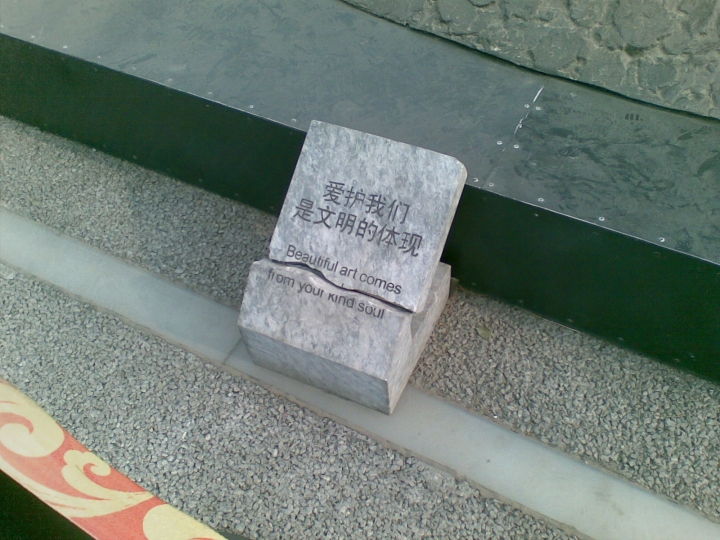 爱护我们
是文明的体现
Beautiful art comes
from your kind soul